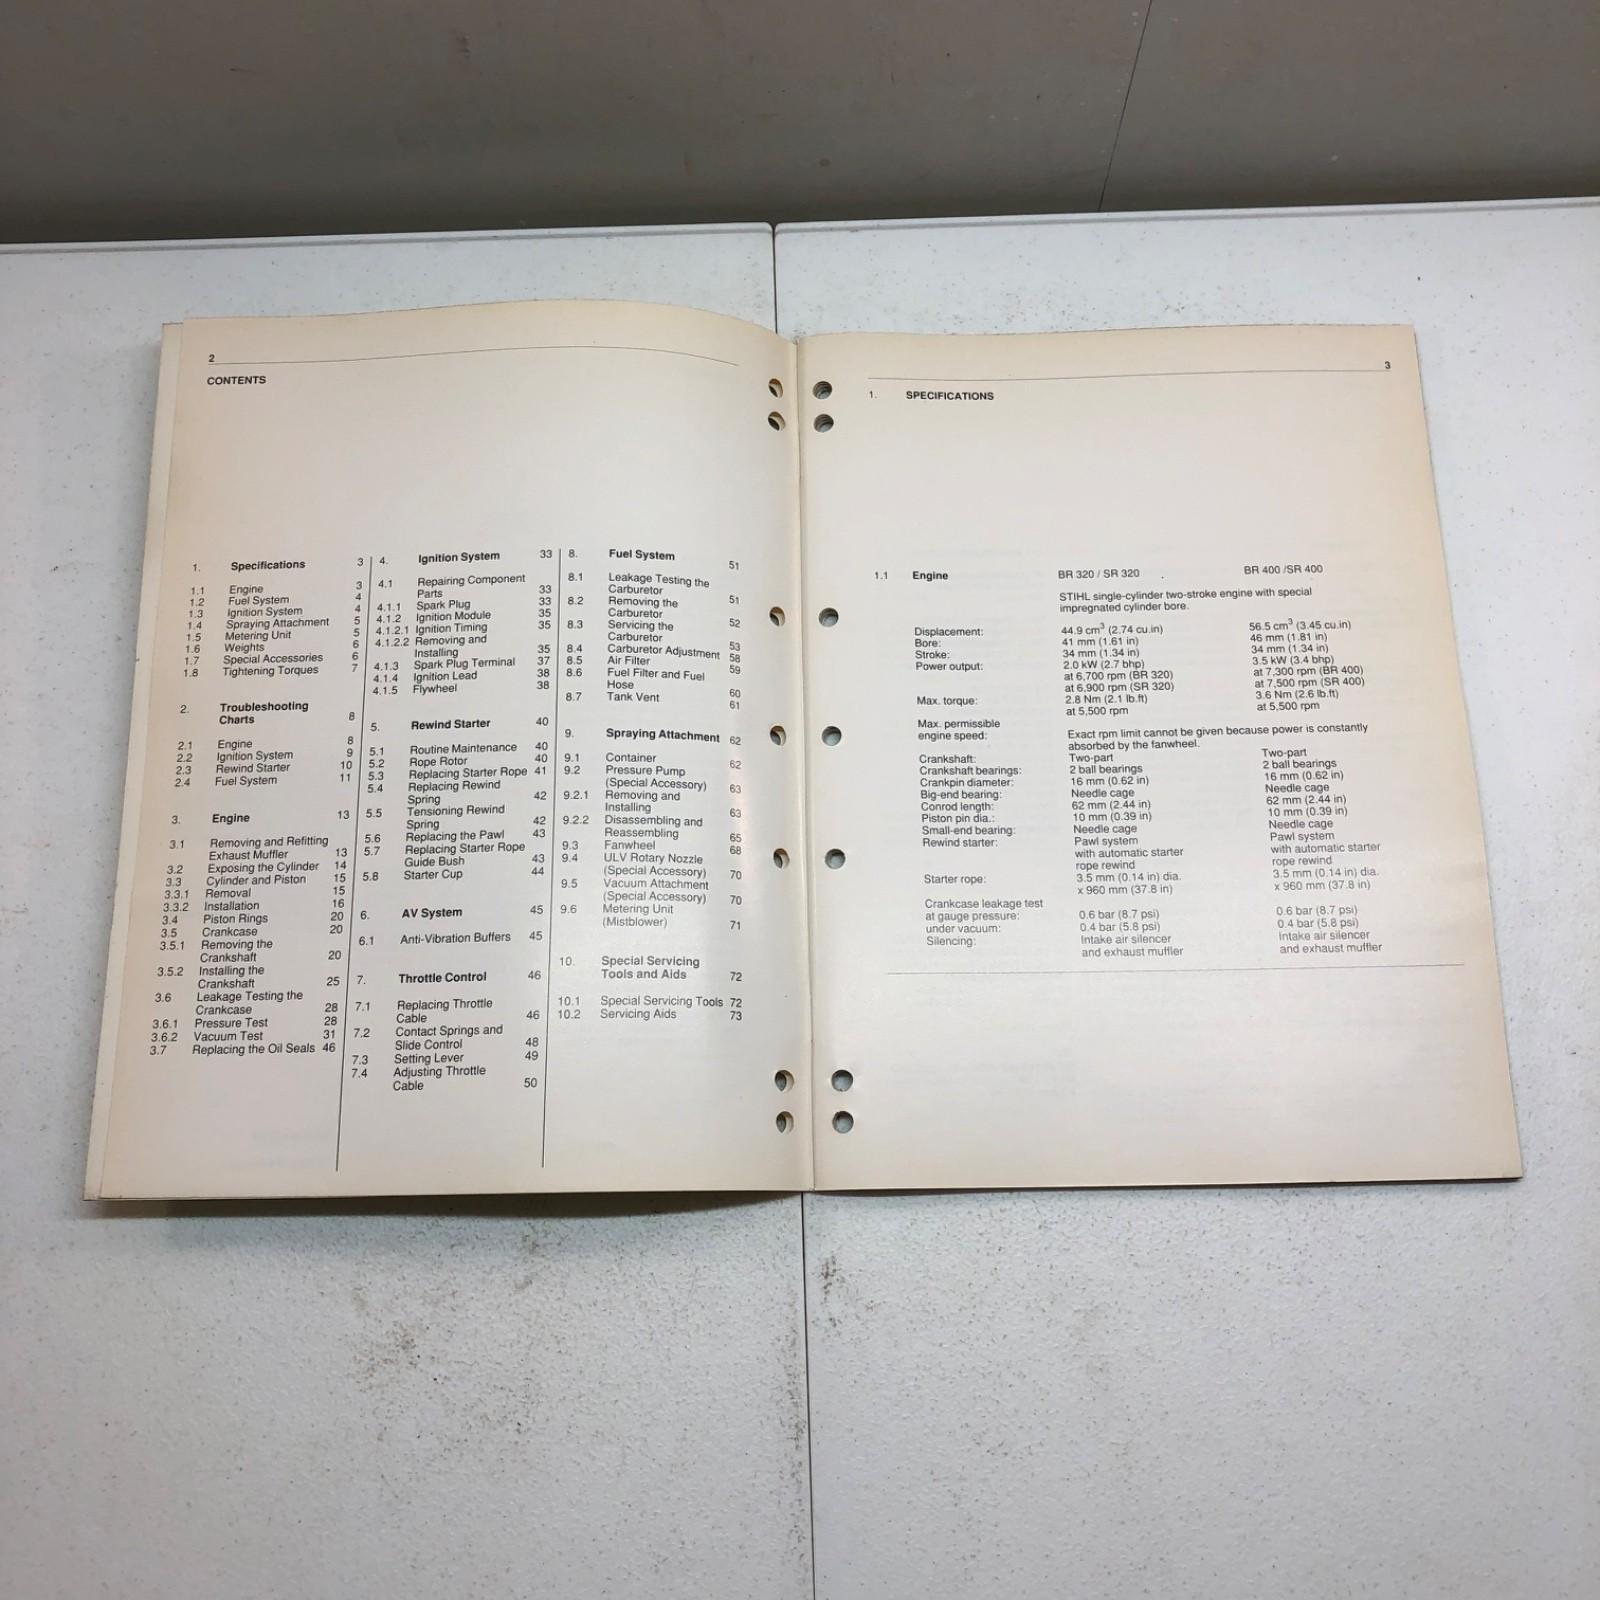 2
CONTENTS
1. Specifications 3
1.1 Engine 3
1.2 Fuel System 4
1.3 Ignition System 4
1.4 Spraying Attachment 5
1.5 Metering Unit 5
1.6 Weights 6
1.7 Special Accessories 6
1.8 Tightening Torques 7
2. Troubleshooting
Charts 8
2.1 Engine 8
2.2 Ignition System 9
2.3 Rewind Starter 10
2.4 Fuel System 11
3. Engine 13
3.1 Removing and Refitting
Exhaust Muffler 13
3.2 Exposing the Cylinder 14
3.3 Cylinder and Piston 15
3.3.1 Removal 15
3.3.2 Installation 16
3.4 Piston Rings 20
3.5 Crankcase 20
3.5.1 Removing the
Crankshaft 20
3.5.2 Installing the
Crankshaft 25
3.6 Leakage Testing the
Crankcase 28
3.6.1 Pressure Test 28
3.6.2 Vacuum Test 31
3.7 Replacing the Oil Seals 46
4. Ignition System 33
4.1 Repairing Component
Parts 33
4.1.1 Spark Plug 33
4.1.2 Ignition Module 35
4.1.2.1 Ignition Timing 35
4.1.2.2 Removing and
Installing 35
4.1.3 Spark Plug Terminal 37
4.1.4 Ignition Lead 38
4.1.5 Flywheel 38
5. Rewind Starter 40
5.1 Routine Maintenance 40
5.2 Rope Rotor 40
5.3 Replacing Starter Rope 41
5.4 Replacing Rewind
Spring 42
5.5 Tensioning Rewind
Spring 42
5.6 Replacing the Pawl 43
5.7 Replacing Starter Rope
Guide Bush 43
5.8 Starter Cup 44
6. AV System 45
6.1 Anti-Vibration Buffers 45
7. Throttle Control 46
7.1 Replacing Throttle
Cable 46
7.2 Contact Springs and
Slide Control 48
7.3 Setting Lever 49
7.4 Adjusting Throttle
Cable 50
8. Fuel System 51
8.1 Leakage Testing the
Carburetor 51
8.2 Removing the
Carburetor 52
8.3 Servicing the
Carburetor 53
8.4 Carburetor Adjustment 58
8.5 Air Filter 59
8.6 Fuel Filter and Fuel
Hose 60
8.7 Tank Vent 61
9. Spraying Attachment 62
9.1 Container 62
9.2 Pressure Pump
(Special Accessory) 63
9.2.1 Removing and
Installing 63
9.2.2 Disassembling and
Reassembling 65
9.3 Fanwheel 68
9.4 ULV Rotary Nozzle
(Special Accessory) 70
9.5 Vacuum Attachment
(Special Accessory) 70
9.6 Metering Unit
(Mistblower) 71
10. Special Servicing
Tools and Aids 72
10.1 Special Servicing Tools 72
10.2 Servicing Aids 73
3
1. SPECIFICATIONS
1.1 Engine BR 320 / SR 320 BR 400 /SR 400
STIHL single-cylinder two-stroke engine with special
impregnated cylinder bore.
Displacement: 44.9 cm³ (2.74 cu.in) 56.5 cm³ (3.45 cu.in)
Bore: 41 mm (1.61 in) 46 mm (1.81 in)
Stroke: 34 mm (1.34 in) 34 mm (1.34 in)
Power output: 2.0 kW (2.7 bhp) 3.5 kW (3.4 bhp)
at 6,700 rpm (BR 320) at 7,300 rpm (BR 400)
at 6,900 rpm (SR 320) at 7,500 rpm (SR 400)
Max. torque: 2.8 Nm (2.1 lb.ft) 3.6 Nm (2.6 lb.ft)
at 5,500 rpm at 5,500 rpm
Max. permissible
engine speed: Exact rpm limit cannot be given because power is constantly
absorbed by the fanwheel.
Crankshaft: Two-part Two-part
Crankshaft bearings: 2 ball bearings 2 ball bearings
Crankpin diameter: 16 mm (0.62 in) 16 mm (0.62 in)
Big-end bearing: Needle cage Needle cage
Conrod length: 62 mm (2.44 in) 62 mm (2.44 in)
Piston pin dia.: 10 mm (0.39 in) 10 mm (0.39 in)
Small-end bearing: Needle cage Needle cage
Rewind starter: Pawl system Pawl system
with automatic starter with automatic starter
rope rewind rope rewind
Starter rope: 3.5 mm (0.14 in) dia. 3.5 mm (0.14 in) dia.
x 960 mm (37.8 in) x 960 mm (37.8 in)
Crankcase leakage test
at gauge pressure: 0.6 bar (8.7 psi) 0.6 bar (8.7 psi)
under vacuum: 0.4 bar (5.8 psi) 0.4 bar (5.8 psi)
Silencing: Intake air silencer Intake air silencer
and exhaust muffler and exhaust muffler